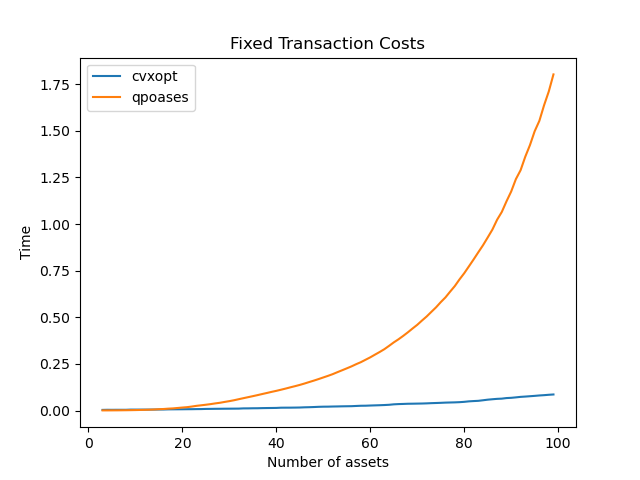 Fixed Transaction Costs
cvxopt
qpoases
1.75
1.50
1.25
1.00
0.75
0.50
0.25
0.00
Time
0 20 40 60 80 100
Number of assets